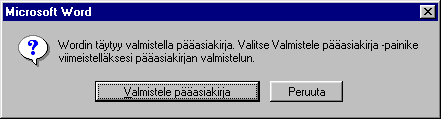 Microsoft Word
Wordin täytyy valmistella pääasiakirja. Valitse Valmistele pääasiakirja -painike
viimeistelläksesi pääasiakirjan valmistelun.
Valmistele pääasiakirja
Peruuta